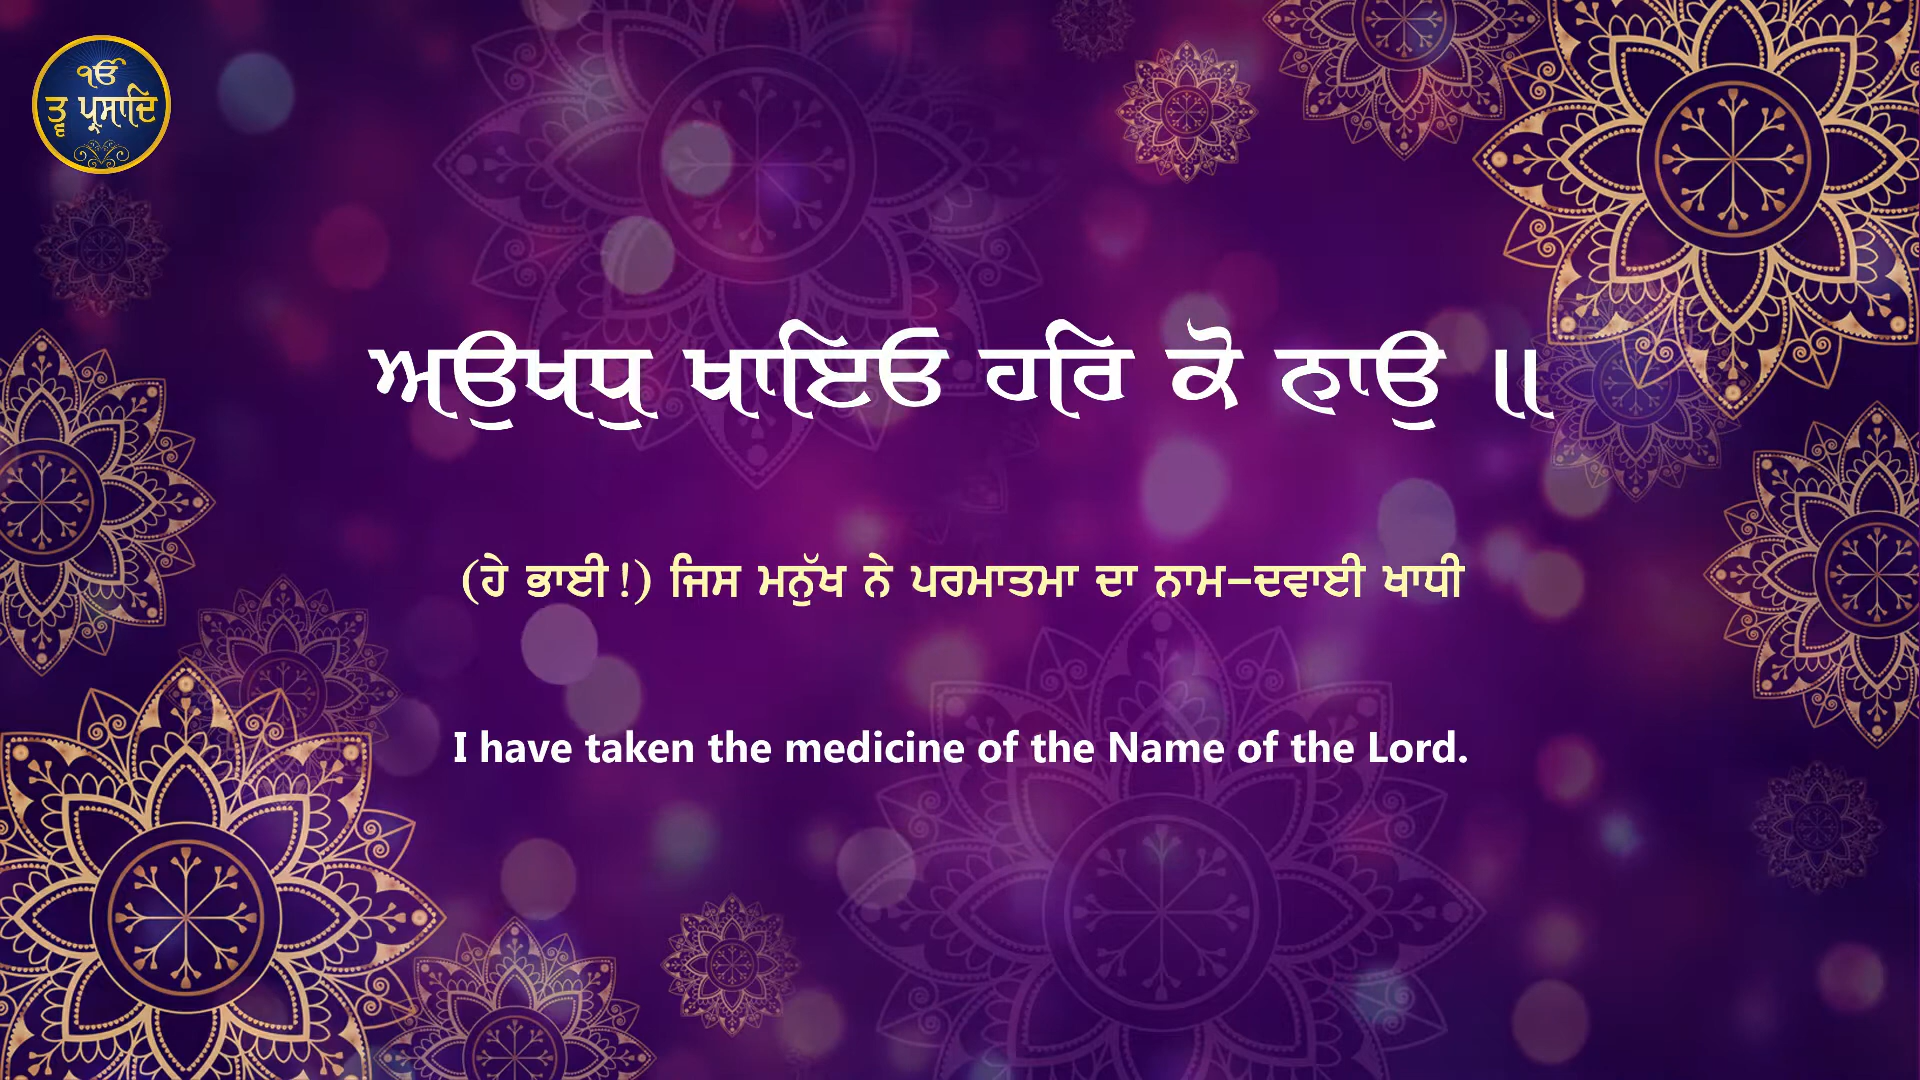 ੴ
ਤ੍ਵ ਪ੍ਰਸਾਦਿ
ਅਉਖਧੁ ਖਾਇਓ ਹਰਿ ਕੋ ਨਾਉ ॥
(ਹੇ ਭਾਈ!) ਜਿਸ ਮਨੁੱਖ ਨੇ ਪਰਮਾਤਮਾ ਦਾ ਨਾਮ-ਦਵਾਈ ਖਾਧੀ
I have taken the medicine of the Name of the Lord.